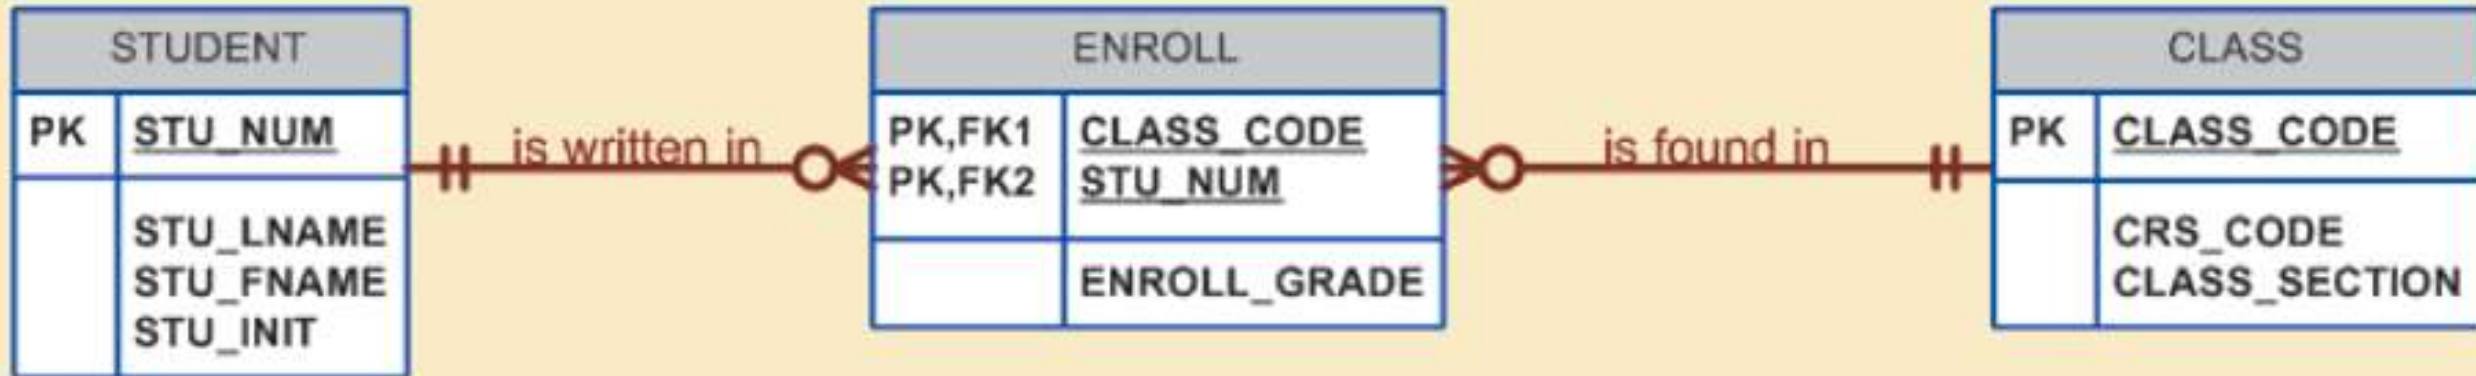 STUDENT
PK STU_NUM
STU_LNAME
STU_FNAME
STU_INIT
is written in
ENROLL
PK,FK1 CLASS_CODE
PK,FK2 STU_NUM
ENROLL_GRADE
is found in
CLASS
PK CLASS_CODE
CRS_CODE
CLASS_SECTION